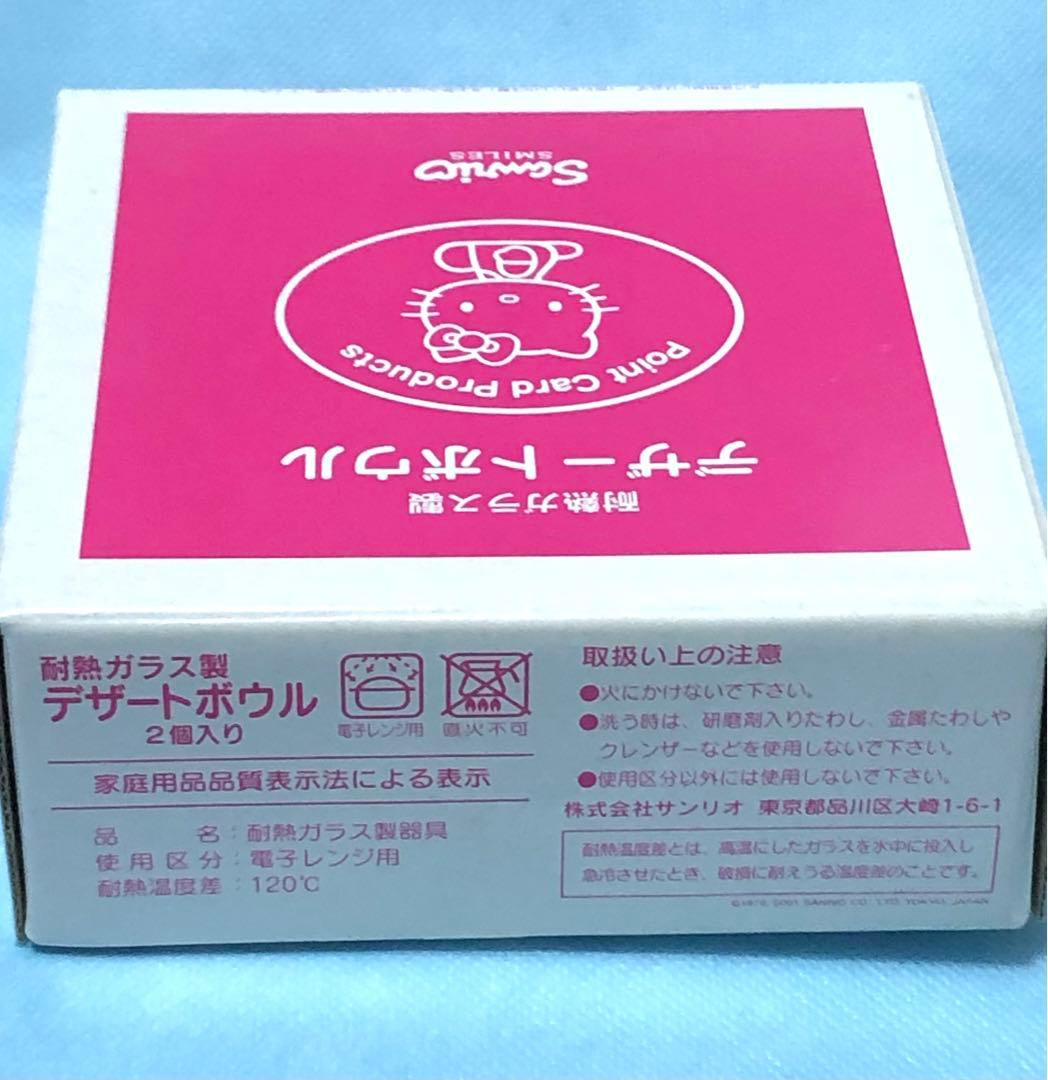 Sanrio
SMILES
Point Card Products
デザートボウル
耐熱ガラス製
耐熱ガラス製
デザートボウル
2個入り
電子レンジ用
直火不可
家庭用品品質表示法による表示
品名：耐熱ガラス製器具
使用区分：電子レンジ用
耐熱温度差：120℃
取扱い上の注意
●火にかけないで下さい。
●洗う時は、研磨剤入りたわし、金属たわしや
クレンザーなどを使用しないで下さい。
●使用区分以外には使用しないで下さい。
株式会社サンリオ 東京都品川区大崎1-6-1
耐熱温度差とは、高温にしたガラスを水中に投入し
急冷させたとき、破損に耐えうる温度差のことです。
©1976, 2001 SANRIO CO., LTD. TOKYO, JAPAN